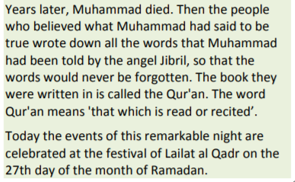 Years later, Muhammad died. Then the people
who believed what Muhammad had said to be
true wrote down all the words that Muhammad
had been told by the angel Jibril, so that the
words would never be forgotten. The book they
were written in is called the Qur'an. The word
Qur'an means 'that which is read or recited’.
Today the events of this remarkable night are
celebrated at the festival of Lailat al Qadr on the
27th day of the month of Ramadan.